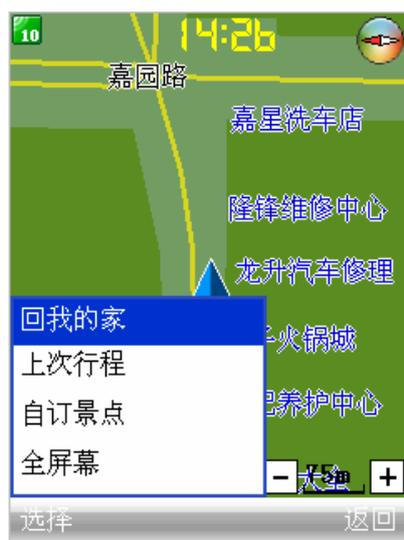 10
14:26
嘉园路
嘉星洗车店
隆锋维修中心
龙升汽车修理
回我的家
火锅城
上次行程
养护中心
自订景点
全屏幕
75m
选择
返回